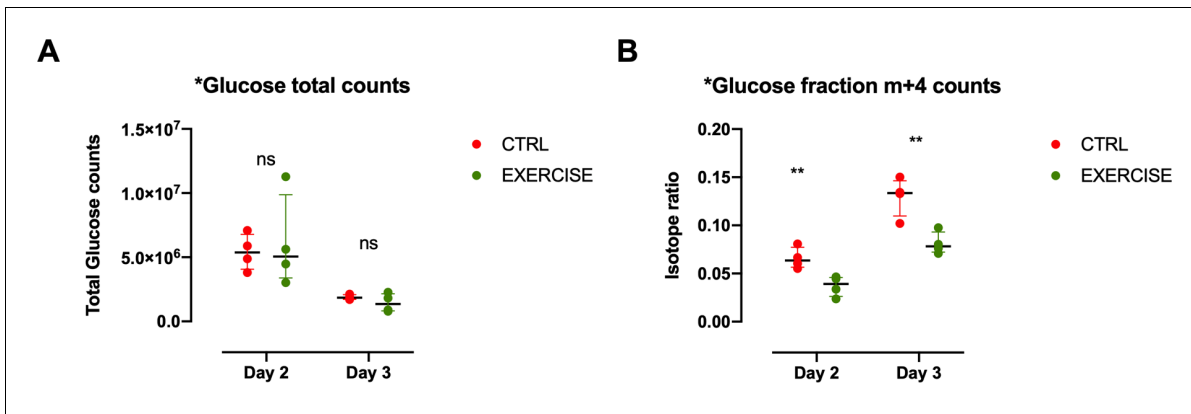 A
*Glucose total counts
Total Glucose counts
1.5×10⁷
1.0×10⁷
5.0×10⁶
0.0
ns
ns
Day 2
Day 3
CTRL
EXERCISE
B
*Glucose fraction m+4 counts
Isotope ratio
0.20
0.15
0.10
0.05
0.00
**
**
Day 2
Day 3
CTRL
EXERCISE